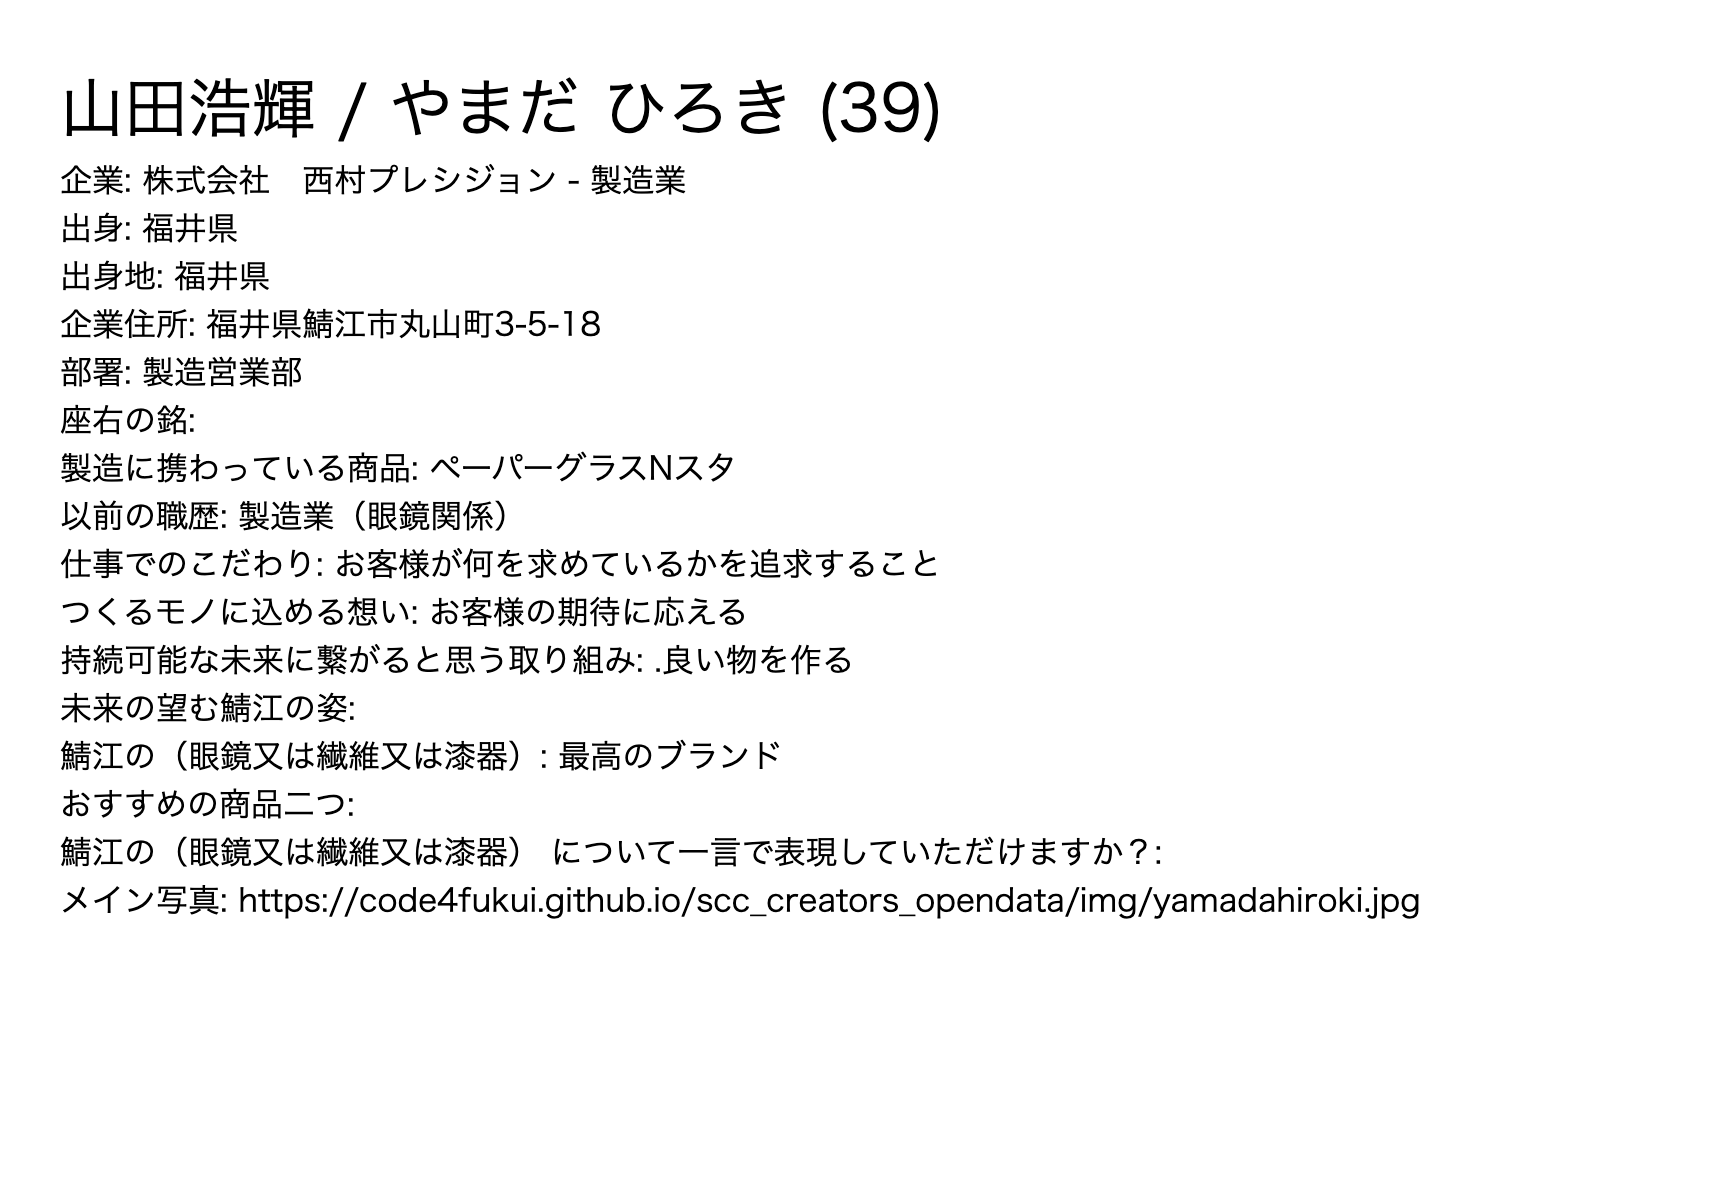 山田浩輝 / やまだ ひろき (39)
企業: 株式会社　西村プレシジョン - 製造業
出身: 福井県
出身地: 福井県
企業住所: 福井県鯖江市丸山町3-5-18
部署: 製造営業部
座右の銘:
製造に携わっている商品: ペーパーグラスNスタ
以前の職歴: 製造業（眼鏡関係）
仕事でのこだわり: お客様が何を求めているかを追求すること
つくるモノに込める想い: お客様の期待に応える
持続可能な未来に繋がると思う取り組み: .良い物を作る
未来の望む鯖江の姿:
鯖江の（眼鏡又は繊維又は漆器）: 最高のブランド
おすすめの商品二つ:
鯖江の（眼鏡又は繊維又は漆器） について一言で表現していただけますか？:
メイン写真: https://code4fukui.github.io/scc_creators_opendata/img/yamadahiroki.jpg